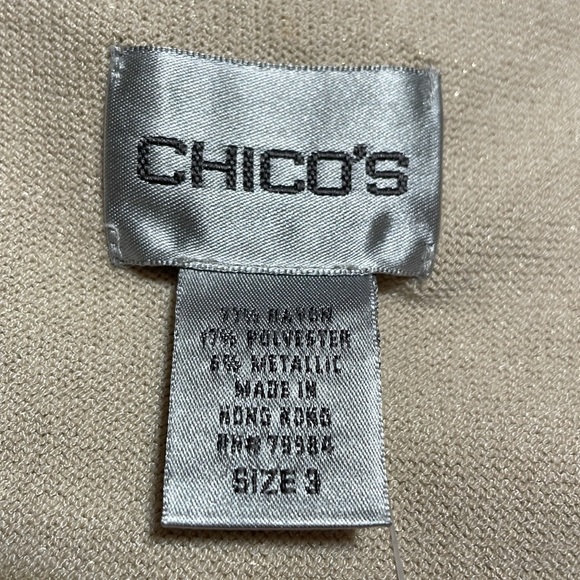 CHICO'S
77% RAYON
17% POLYESTER
6% METALLIC
MADE IN
HONG KONG
RN# 79984
SIZE 3